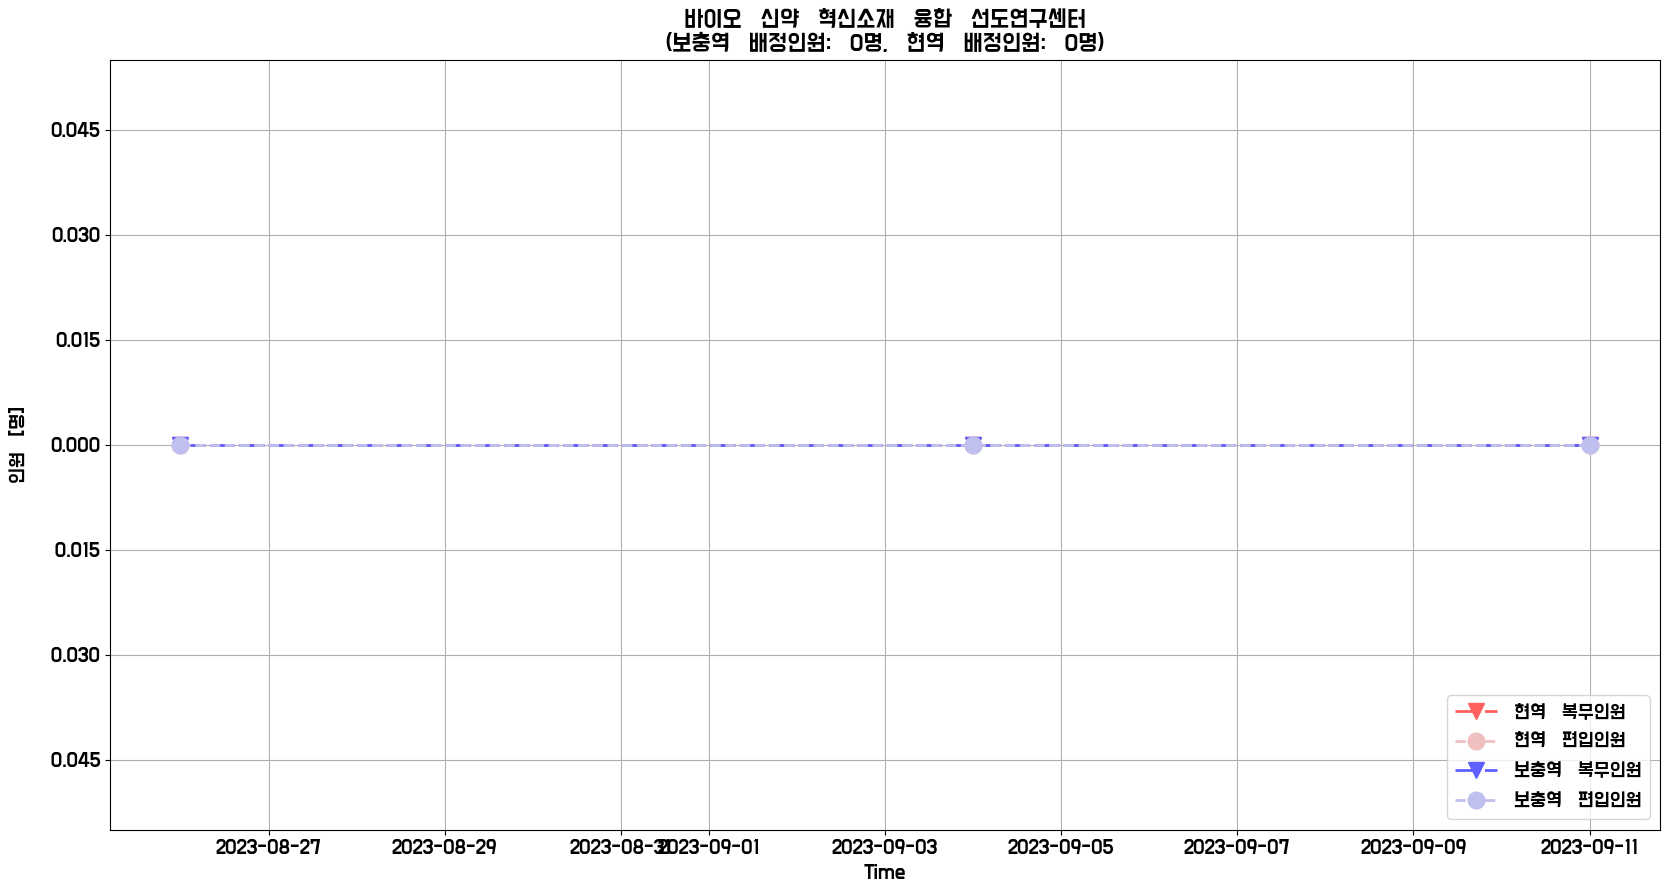 바이오 신약 혁신소재 융합 선도연구센터
(보충역 배정인원: 0명, 현역 배정인원: 0명)
인원 [명]
0.045
0.030
0.015
0.000
0.015
0.030
0.045
현역 복무인원
현역 편입인원
보충역 복무인원
보충역 편입인원
2023-08-27 2023-08-29 2023-08-31 2023-09-01 2023-09-03 2023-09-05 2023-09-07 2023-09-09 2023-09-11
Time